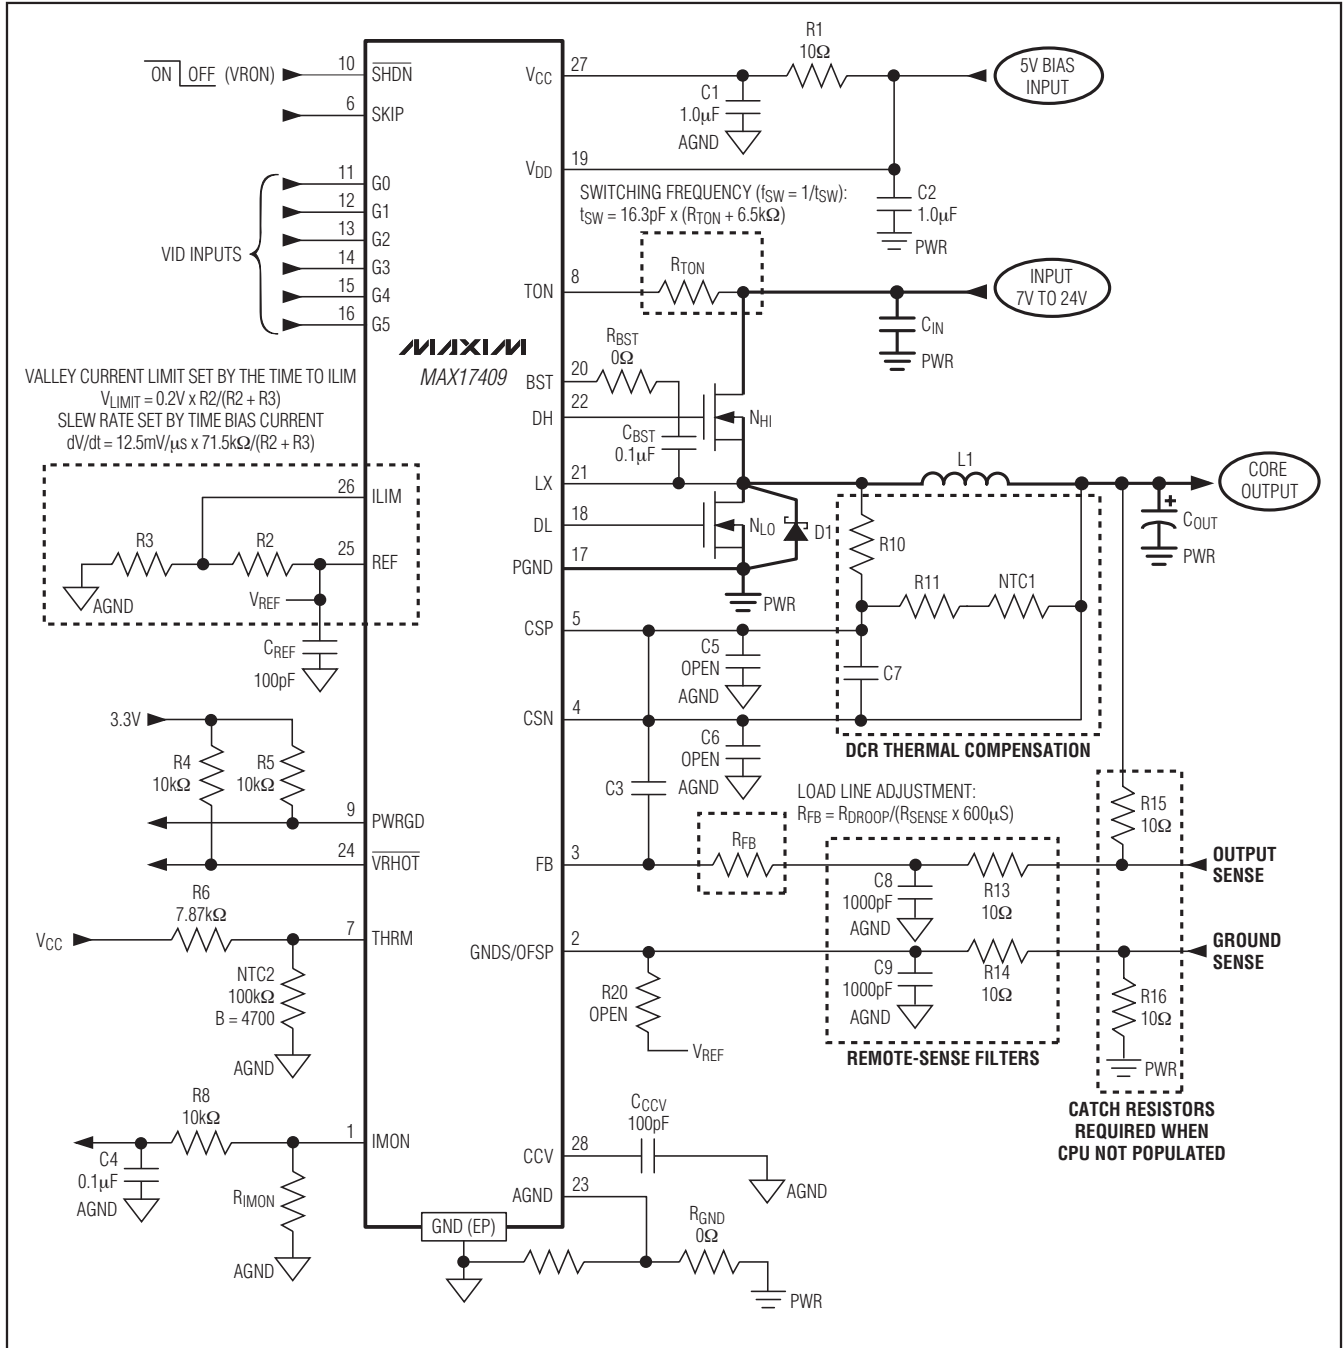 ON OFF (VRON)
10
SHDN
6
SKIP
11
G0
12
G1
13
G2
14
G3
15
G4
16
G5
VID INPUTS
MAXIM
MAX17409
VALLEY CURRENT LIMIT SET BY THE TIME TO ILIM
VLIMIT = 0.2V x R2/(R2 + R3)
SLEW RATE SET BY TIME BIAS CURRENT
dV/dt = 12.5mV/µs x 71.5kΩ/(R2 + R3)
26
ILIM
R3
R2
25
REF
AGND
VREF
CREF
100pF
3.3V
R4
10kΩ
R5
10kΩ
9
PWRGD
24
VRHOT
R6
7.87kΩ
VCC
7
THRM
NTC2
100kΩ
B = 4700
AGND
R8
10kΩ
1
IMON
C4
0.1µF
AGND
RIMON
AGND
GND (EP)
VCC
27
R1
10Ω
5V BIAS
INPUT
C1
1.0µF
AGND
VDD
19
C2
1.0µF
PWR
SWITCHING FREQUENCY (fSW = 1/tSW):
tSW = 16.3pF x (RTON + 6.5kΩ)
TON
8
RTON
INPUT
7V TO 24V
CIN
PWR
RBST
0Ω
BST
20
DH
22
NHI
CBST
0.1µF
LX
21
L1
CORE
OUTPUT
DL
18
NLO
D1
R10
COUT
PWR
PGND
17
PWR
R11
NTC1
CSP
5
C5
OPEN
AGND
C7
CSN
4
C6
OPEN
AGND
DCR THERMAL COMPENSATION
C3
LOAD LINE ADJUSTMENT:
RFB = RDROOP/(RSENSE x 600µS)
R15
10Ω
FB
3
RFB
C8
1000pF
AGND
R13
10Ω
OUTPUT
SENSE
GNDS/OFSP
2
R20
OPEN
VREF
C9
1000pF
AGND
R14
10Ω
GROUND
SENSE
R16
10Ω
PWR
REMOTE-SENSE FILTERS
CATCH RESISTORS
REQUIRED WHEN
CPU NOT POPULATED
CCCV
100pF
CCV
28
AGND
AGND
23
RGND
0Ω
PWR